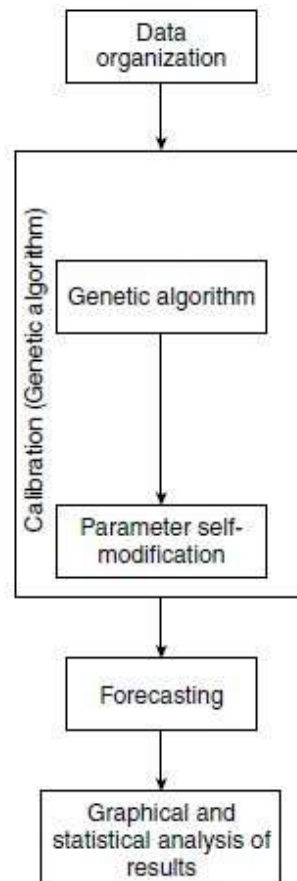 Data
organization
Calibration (Genetic algorithm)
Genetic algorithm
Parameter self-
modification
Forecasting
Graphical and
statistical analysis of
results